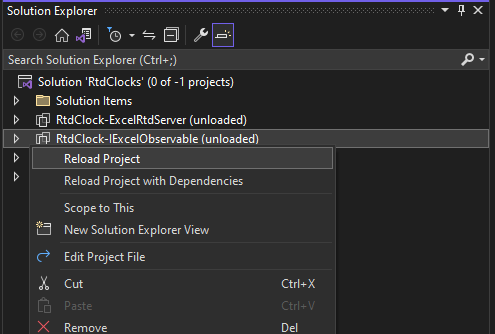 Solution Explorer
Search Solution Explorer (Ctrl+;)
Solution 'RtdClocks' (0 of -1 projects)
Solution Items
RtdClock-ExcelRtdServer (unloaded)
RtdClock-IExcelObservable (unloaded)
Reload Project
Reload Project with Dependencies
Scope to This
New Solution Explorer View
Edit Project File
Cut Ctrl+X
Paste Ctrl+V
Remove Del